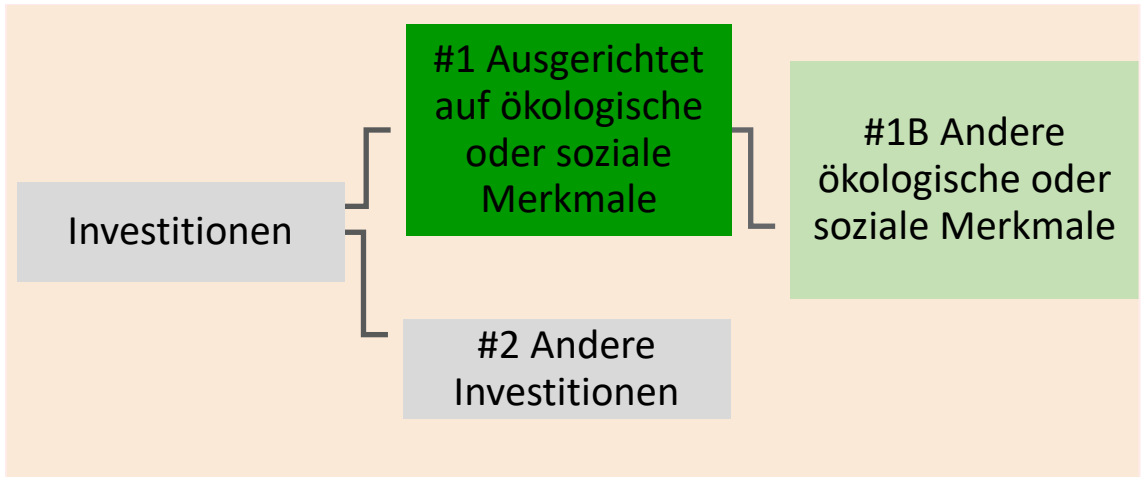 #1 Ausgerichtet
auf ökologische
oder soziale
Merkmale
#1B Andere
ökologische oder
soziale Merkmale
Investitionen
#2 Andere
Investitionen